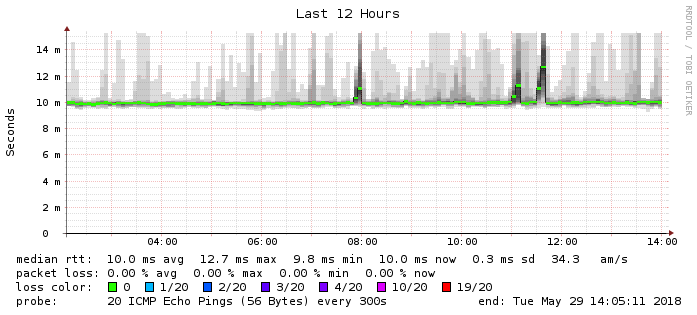 Last 12 Hours
RRDTOOL / TOBI OETIKER
Seconds
14 m
12 m
10 m
8 m
6 m
4 m
2 m
0
04:00 06:00 08:00 10:00 12:00 14:00
median rtt: 10.0 ms avg 12.7 ms max 9.8 ms min 10.0 ms now 0.3 ms sd 34.3 am/s
packet loss: 0.00 % avg 0.00 % max 0.00 % min 0.00 % now
loss color: 0 1/20 2/20 3/20 4/20 10/20 19/20
probe: 20 ICMP Echo Pings (56 Bytes) every 300s end: Tue May 29 14:05:11 2018